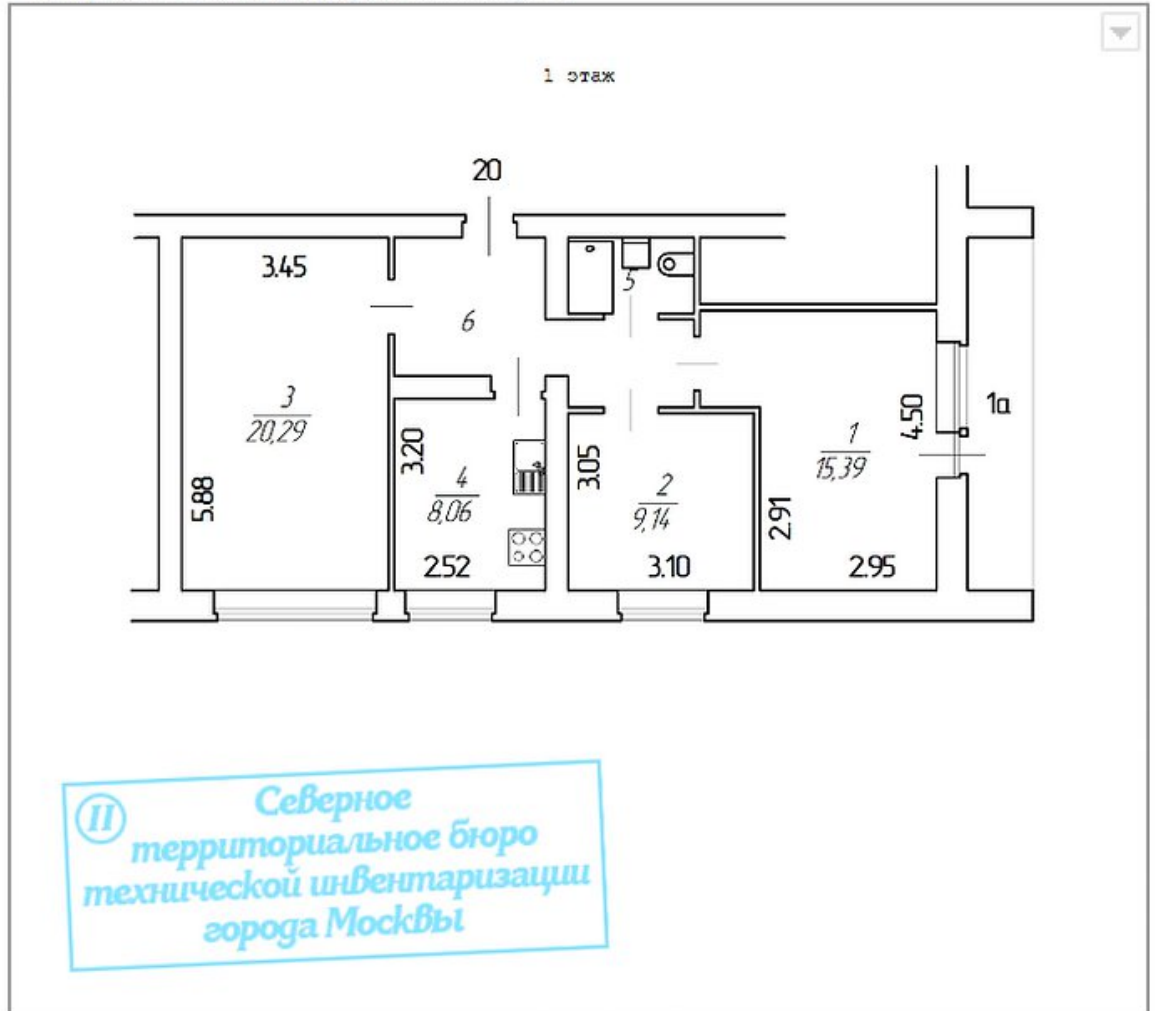 1 этаж
20
3.45
5
6
3
20,29
5.88
3.20
4
8,06
2.52
3.05
2
9,14
3.10
1
15,39
4.50
2.91
2.95
1а
II
Северное
территориальное бюро
технической инвентаризации
города Москвы